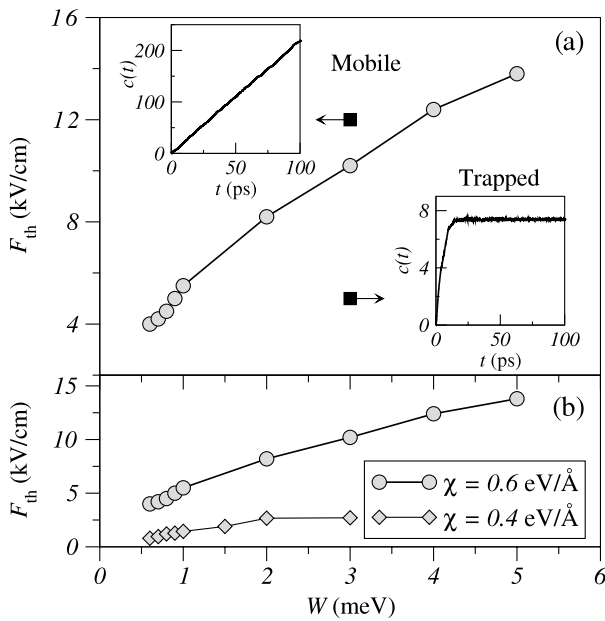 16
(a)
200
c(t)
100
0
0 50 100
t (ps)
Mobile
12
F_th (kV/cm)
8
Trapped
8
c(t)
4
0
0 50 100
t (ps)
4
15
(b)
F_th (kV/cm)
10
5
0
χ = 0.6 eV/Å
χ = 0.4 eV/Å
0 1 2 3 4 5 6
W (meV)